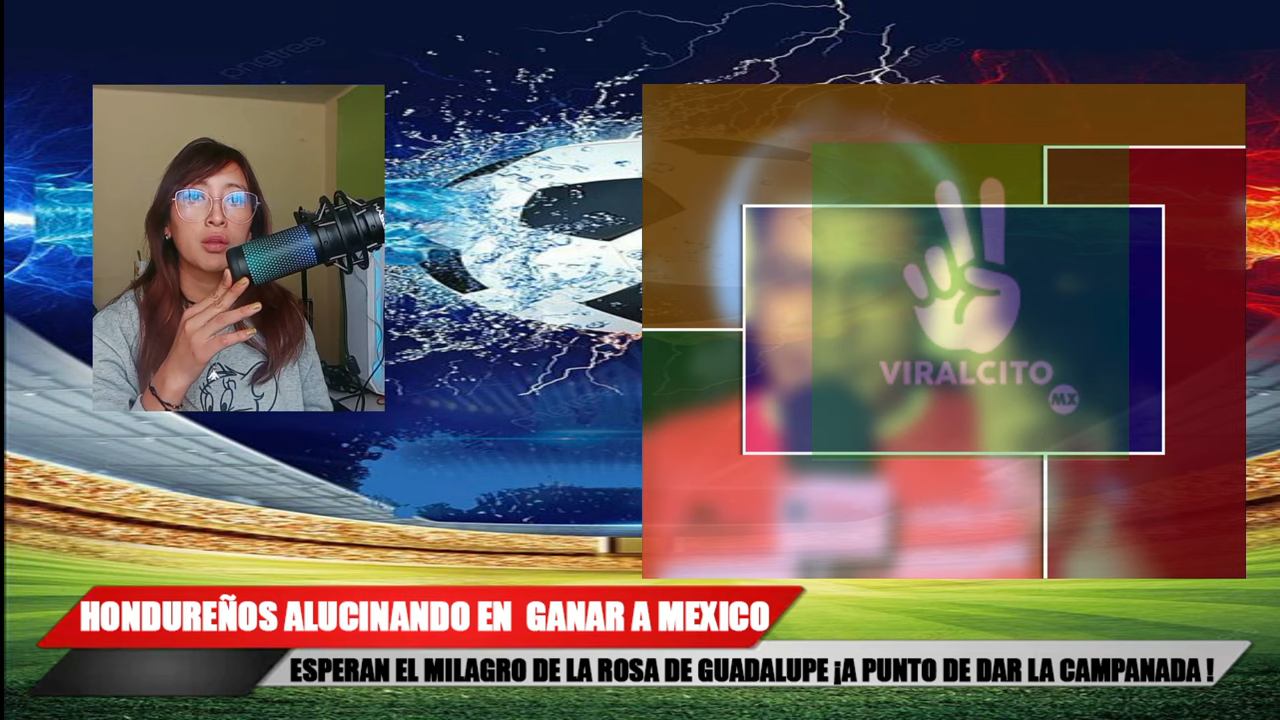 pngtree
VIRALCITO
MX
HONDUREÑOS ALUCINANDO EN GANAR A MEXICO
ESPERAN EL MILAGRO DE LA ROSA DE GUADALUPE ¡A PUNTO DE DAR LA CAMPANADA !